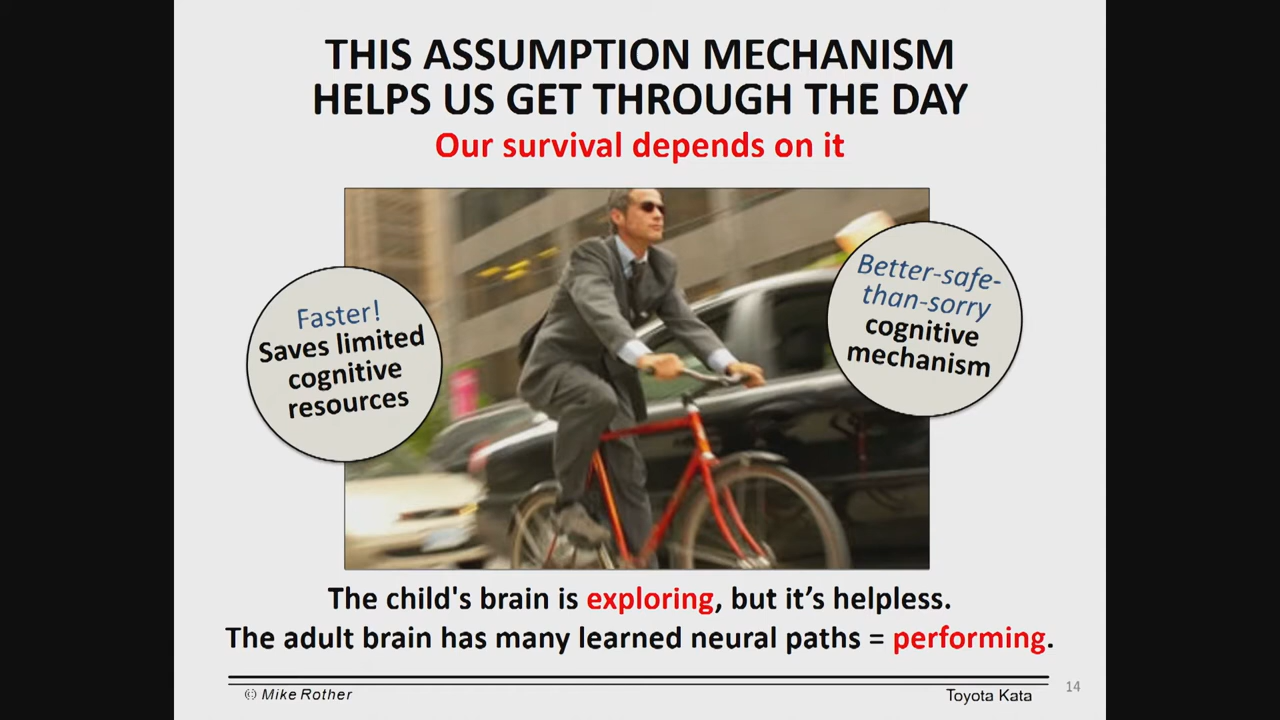 THIS ASSUMPTION MECHANISM
HELPS US GET THROUGH THE DAY
Our survival depends on it
Faster!
Saves limited
cognitive
resources
Better-safe-
than-sorry
cognitive
mechanism
The child's brain is exploring, but it’s helpless.
The adult brain has many learned neural paths = performing.
© Mike Rother
Toyota Kata
14